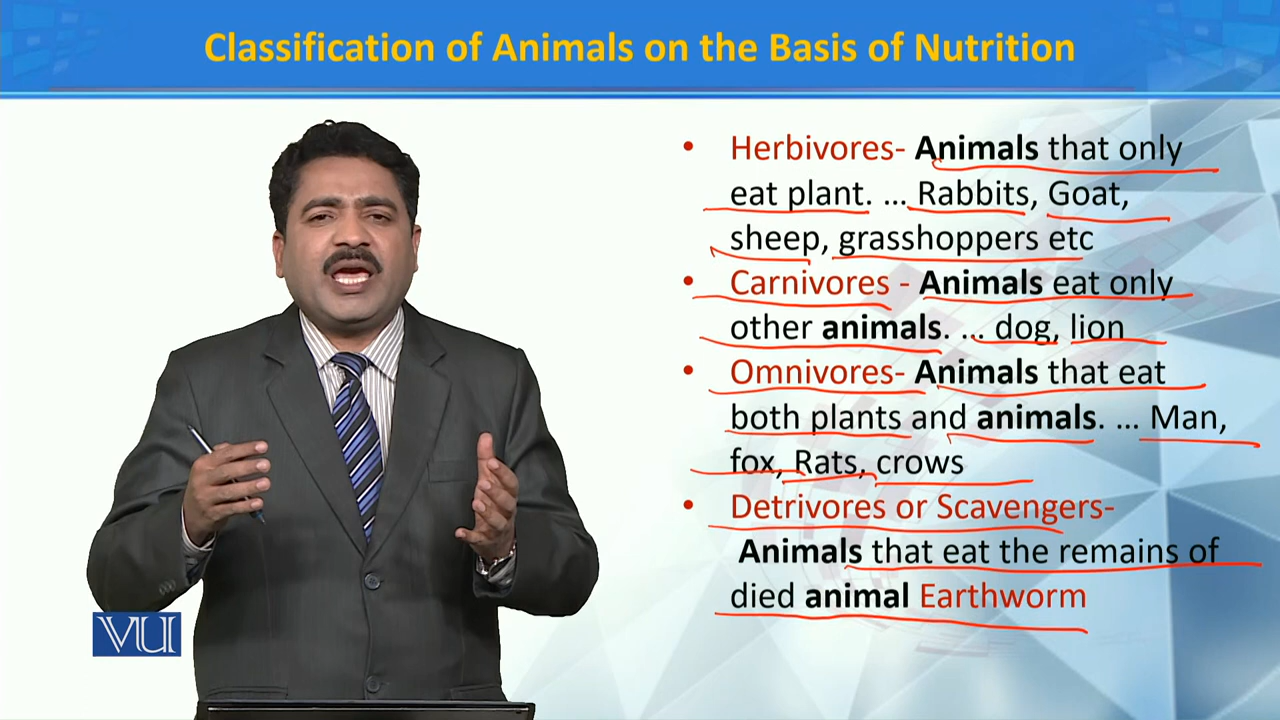 Classification of Animals on the Basis of Nutrition
• Herbivores- Animals that only
eat plant. ... Rabbits, Goat,
sheep, grasshoppers etc
• Carnivores - Animals eat only
other animals. ... dog, lion
• Omnivores- Animals that eat
both plants and animals. ... Man,
fox, Rats, crows
• Detrivores or Scavengers-
Animals that eat the remains of
died animal Earthworm
VU